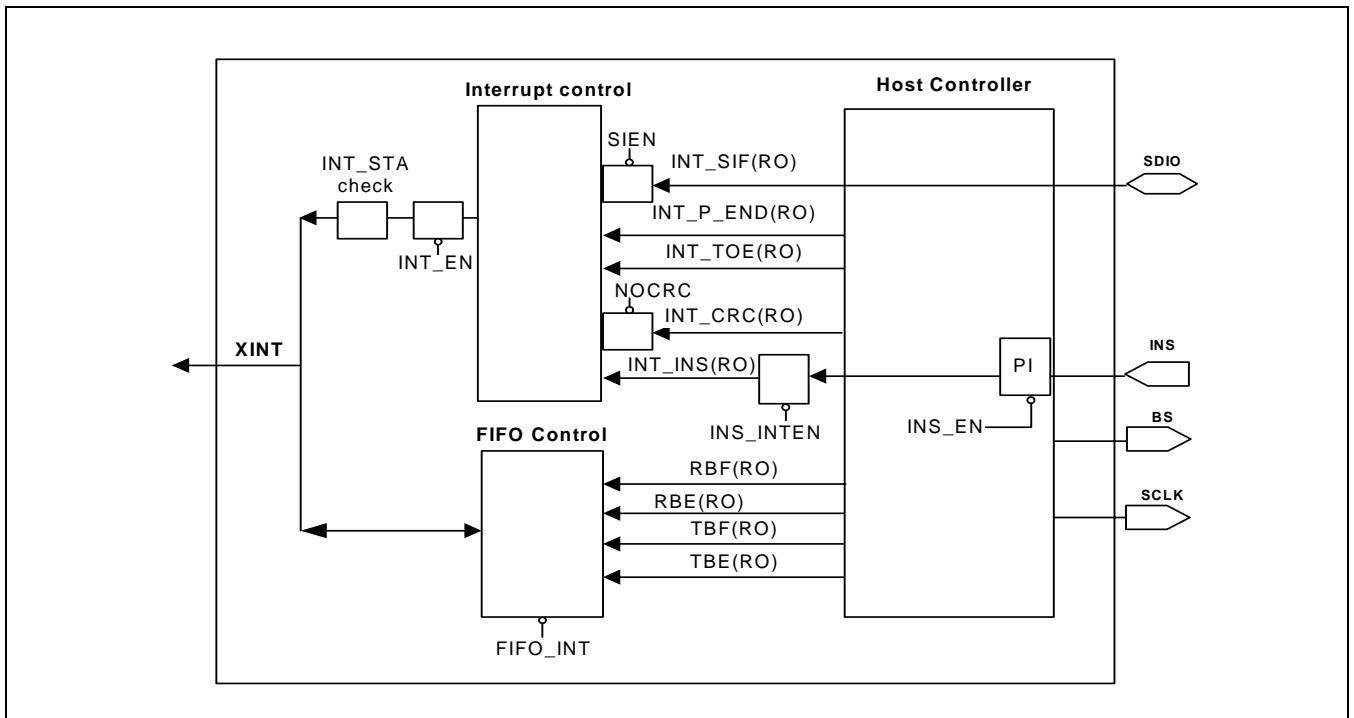 Interrupt control
Host Controller
SIEN
INT_SIF(RO)
SDIO
INT_STA
check
INT_P_END(RO)
INT_EN
INT_TOE(RO)
NOCRC
INT_CRC(RO)
XINT
INT_INS(RO)
PI
INS
INS_INTEN
INS_EN
BS
FIFO Control
RBF(RO)
SCLK
RBE(RO)
TBF(RO)
TBE(RO)
FIFO_INT